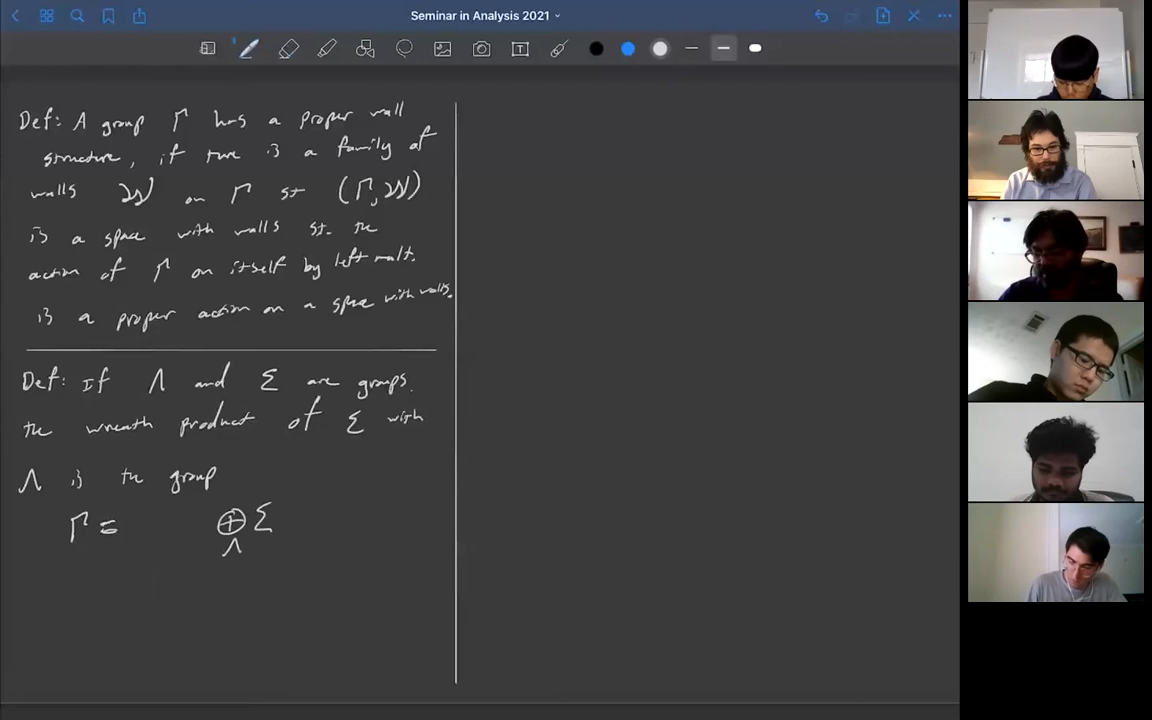 Seminar in Analysis 2021
Def: A group Γ has a proper wall
structure, if there is a family of
walls 𝒲 on Γ st (Γ, 𝒲)
is a space with walls st. the
action of Γ on itself by left mult.
is a proper action on a space with walls.
Def: If Λ and Σ are groups.
the wreath product of Σ with
Λ is the group
Γ = ⊕ Σ
Λ